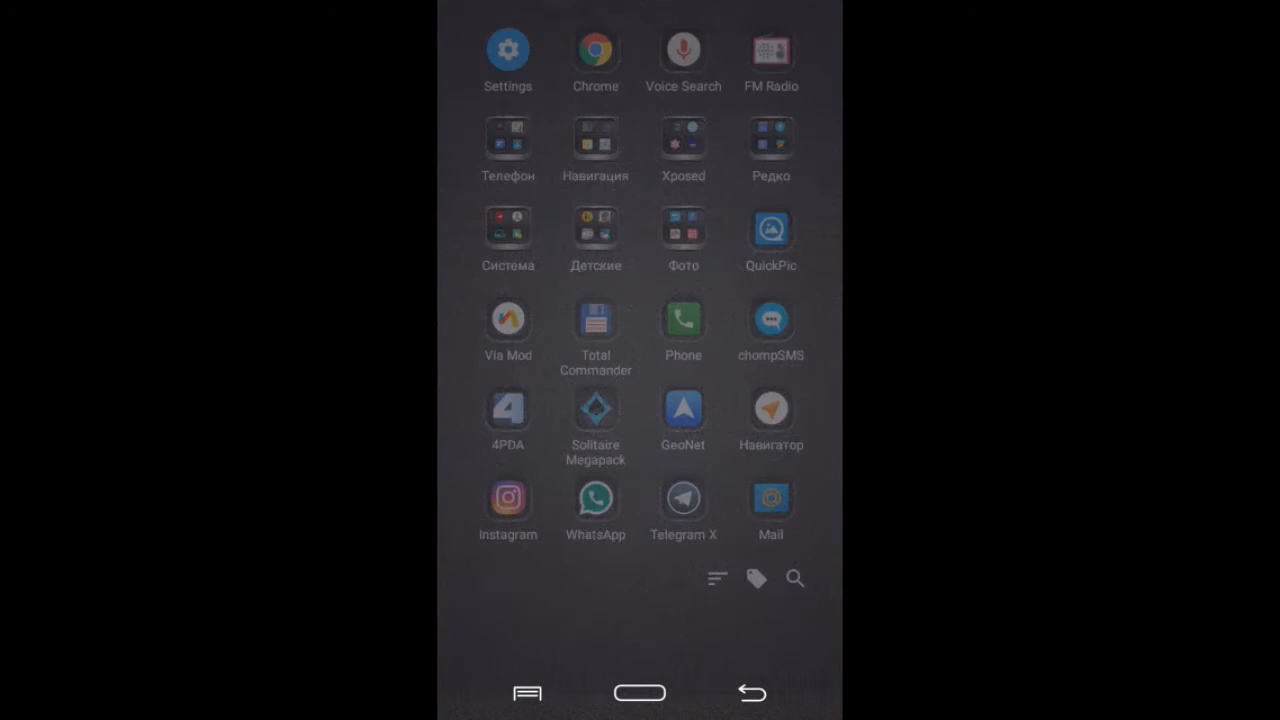 Settings
Chrome
Voice Search
FM Radio
Телефон
Навигация
Xposed
Редко
Система
Детские
Фото
QuickPic
Via Mod
Total
Commander
Phone
chompSMS
4PDA
Solitaire
Megapack
GeoNet
Навигатор
Instagram
WhatsApp
Telegram X
Mail